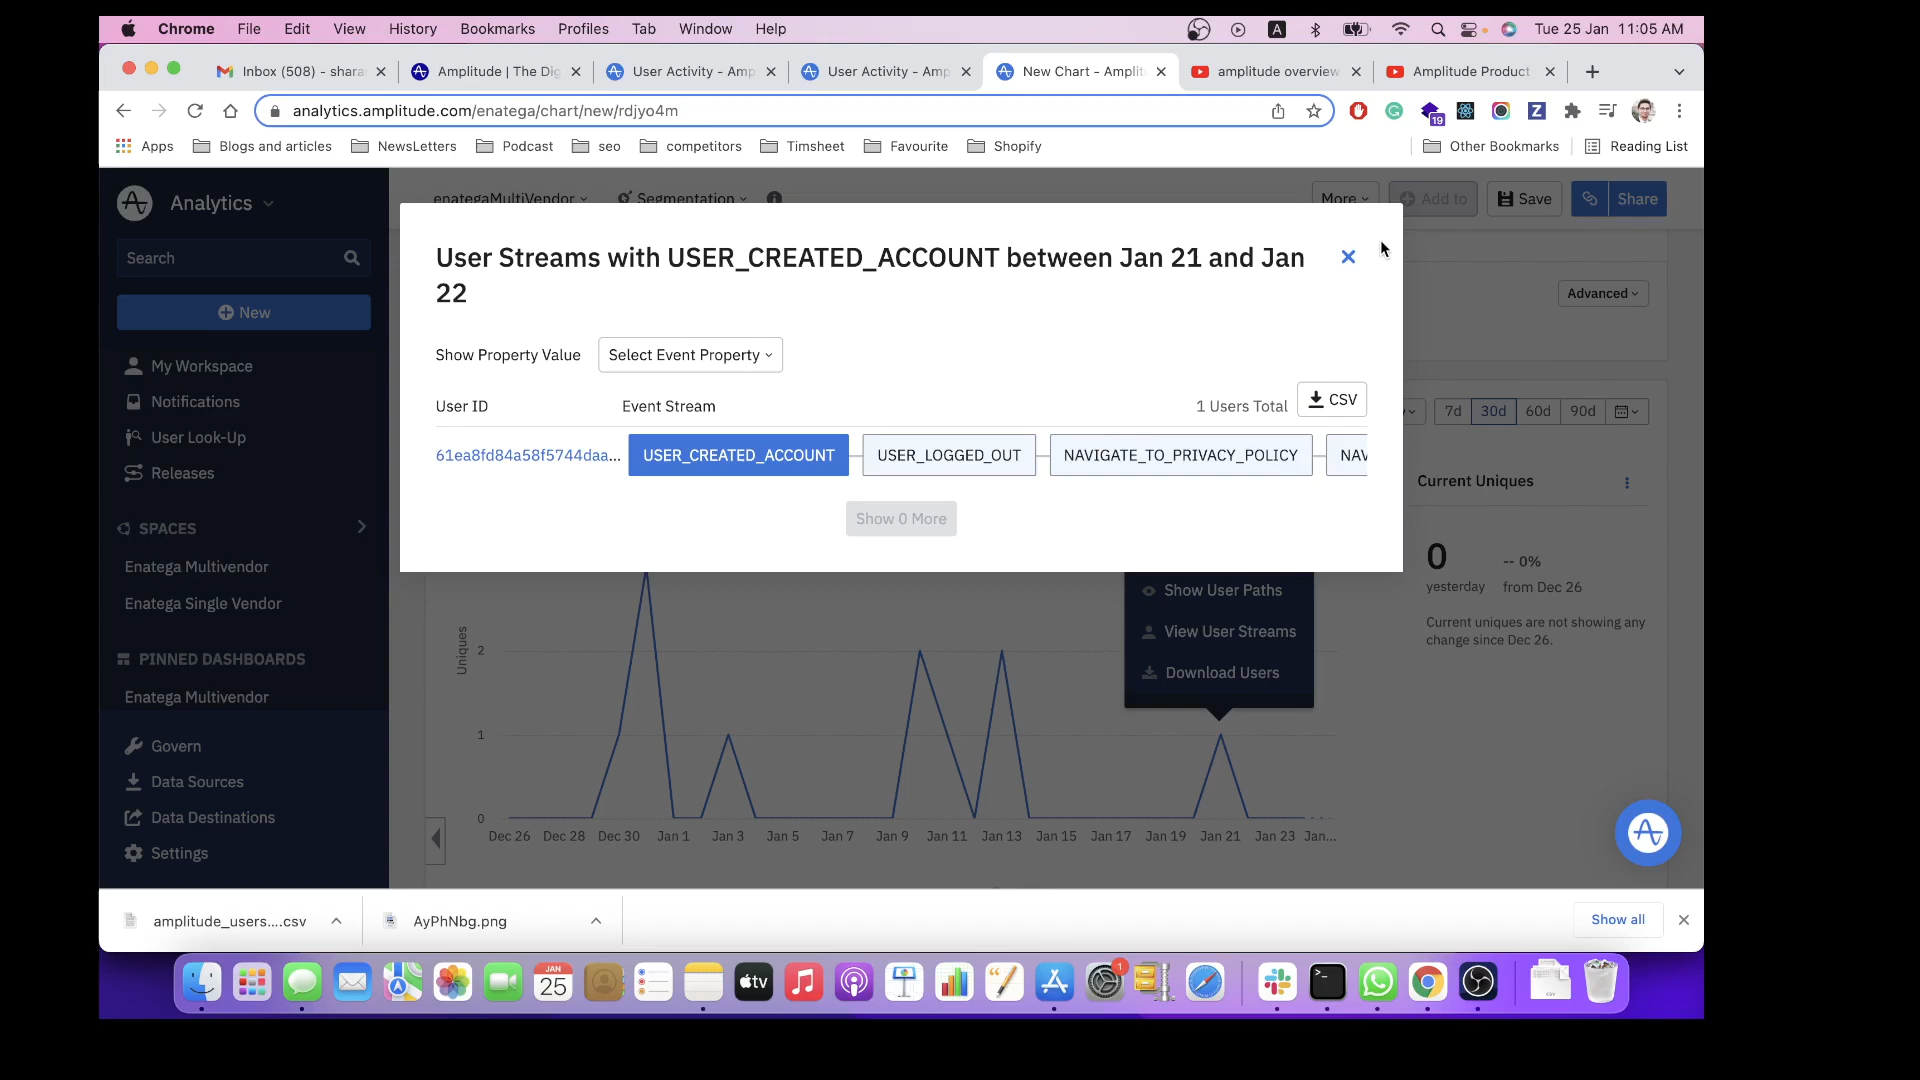 Chrome File Edit View History Bookmarks Profiles Tab Window Help A Tue 25 Jan 11:05 AM
Inbox (508) - shara Amplitude | The Dig User Activity - Amp User Activity - Amp New Chart - Amplit amplitude overview Amplitude Product
analytics.amplitude.com/enatega/chart/new/rdjyo4m
19
Apps Blogs and articles NewsLetters Podcast seo competitors Timsheet Favourite Shopify Other Bookmarks Reading List
Analytics
enategaMultiVendor Segmentation More Add to Save Share
Search
New
My Workspace
Notifications
User Look-Up
Releases
SPACES
Enatega Multivendor
Enatega Single Vendor
PINNED DASHBOARDS
Enatega Multivendor
Govern
Data Sources
Data Destinations
Settings
User Streams with USER_CREATED_ACCOUNT between Jan 21 and Jan
22
Show Property Value Select Event Property
User ID Event Stream 1 Users Total CSV
61ea8fd84a58f5744daa... USER_CREATED_ACCOUNT USER_LOGGED_OUT NAVIGATE_TO_PRIVACY_POLICY NAV
Show 0 More
Advanced
7d 30d 60d 90d
Current Uniques
0 -- 0%
yesterday from Dec 26
Current uniques are not showing any
change since Dec 26.
Show User Paths
View User Streams
Download Users
Uniques
2
1
0
Dec 26 Dec 28 Dec 30 Jan 1 Jan 3 Jan 5 Jan 7 Jan 9 Jan 11 Jan 13 Jan 15 Jan 17 Jan 19 Jan 21 Jan 23 Jan...
amplitude_users....csv AyPhNbg.png Show all
JAN
25
tv
1
CSV